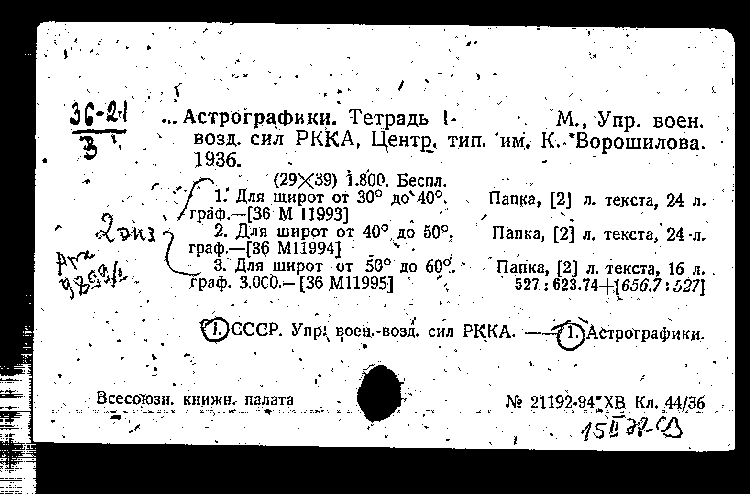 36-21
3
... Астрографики. Тетрадь 1- М., Упр. воен.
возд. сил РККА, Центр. тип. им. К. Ворошилова.
1936.
(29×39) 1.800. Беспл.
1. Для широт от 30° до 40°. Папка, [2] л. текста, 24 л.
граф.—[36 М 11993]
2. Для широт от 40° до 50°. Папка, [2] л. текста, 24 л.
граф.—[36 М11994]
3. Для широт от 50° до 60°. Папка, [2] л. текста, 16 л.
граф. 3.000.—[36 М11995] 527:623.74+[656.7:527]
2 экз
1. СССР. Упр. воен.-возд. сил РККА. — 1. Астрографики.
Всесоюзн. книжн. палата № 21192-94 XB Кл. 44/36